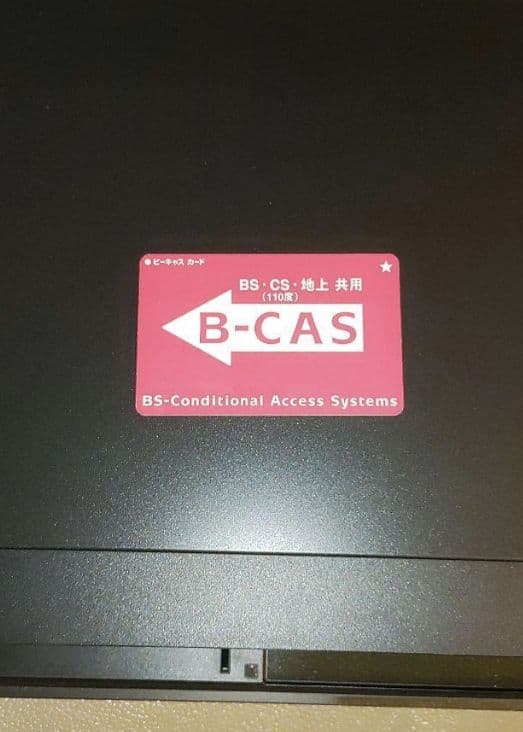 ● ビーキャス カード
★
BS・CS・地上 共用
(110度)
B-CAS
BS-Conditional Access Systems